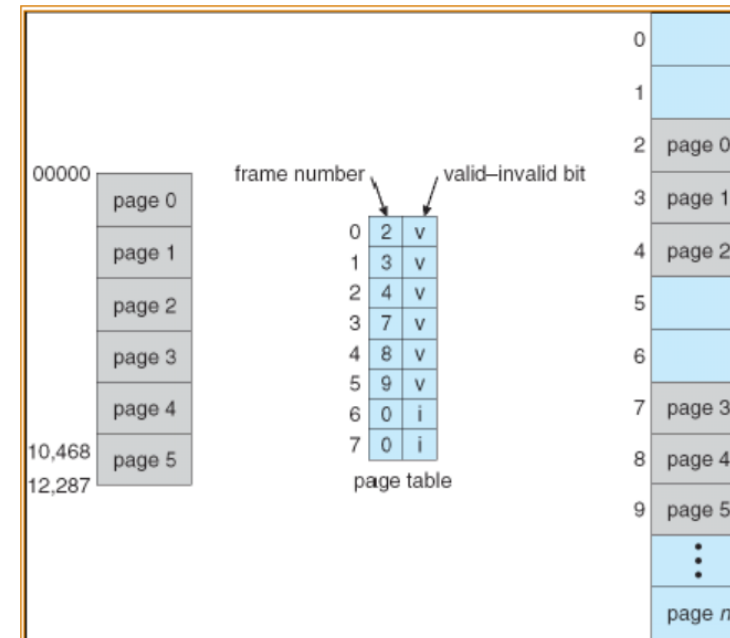 00000
page 0
page 1
page 2
page 3
page 4
10,468
page 5
12,287
frame number
valid–invalid bit
0 2 v
1 3 v
2 4 v
3 7 v
4 8 v
5 9 v
6 0 i
7 0 i
page table
0
1
2 page 0
3 page 1
4 page 2
5
6
7 page 3
8 page 4
9 page 5
page n